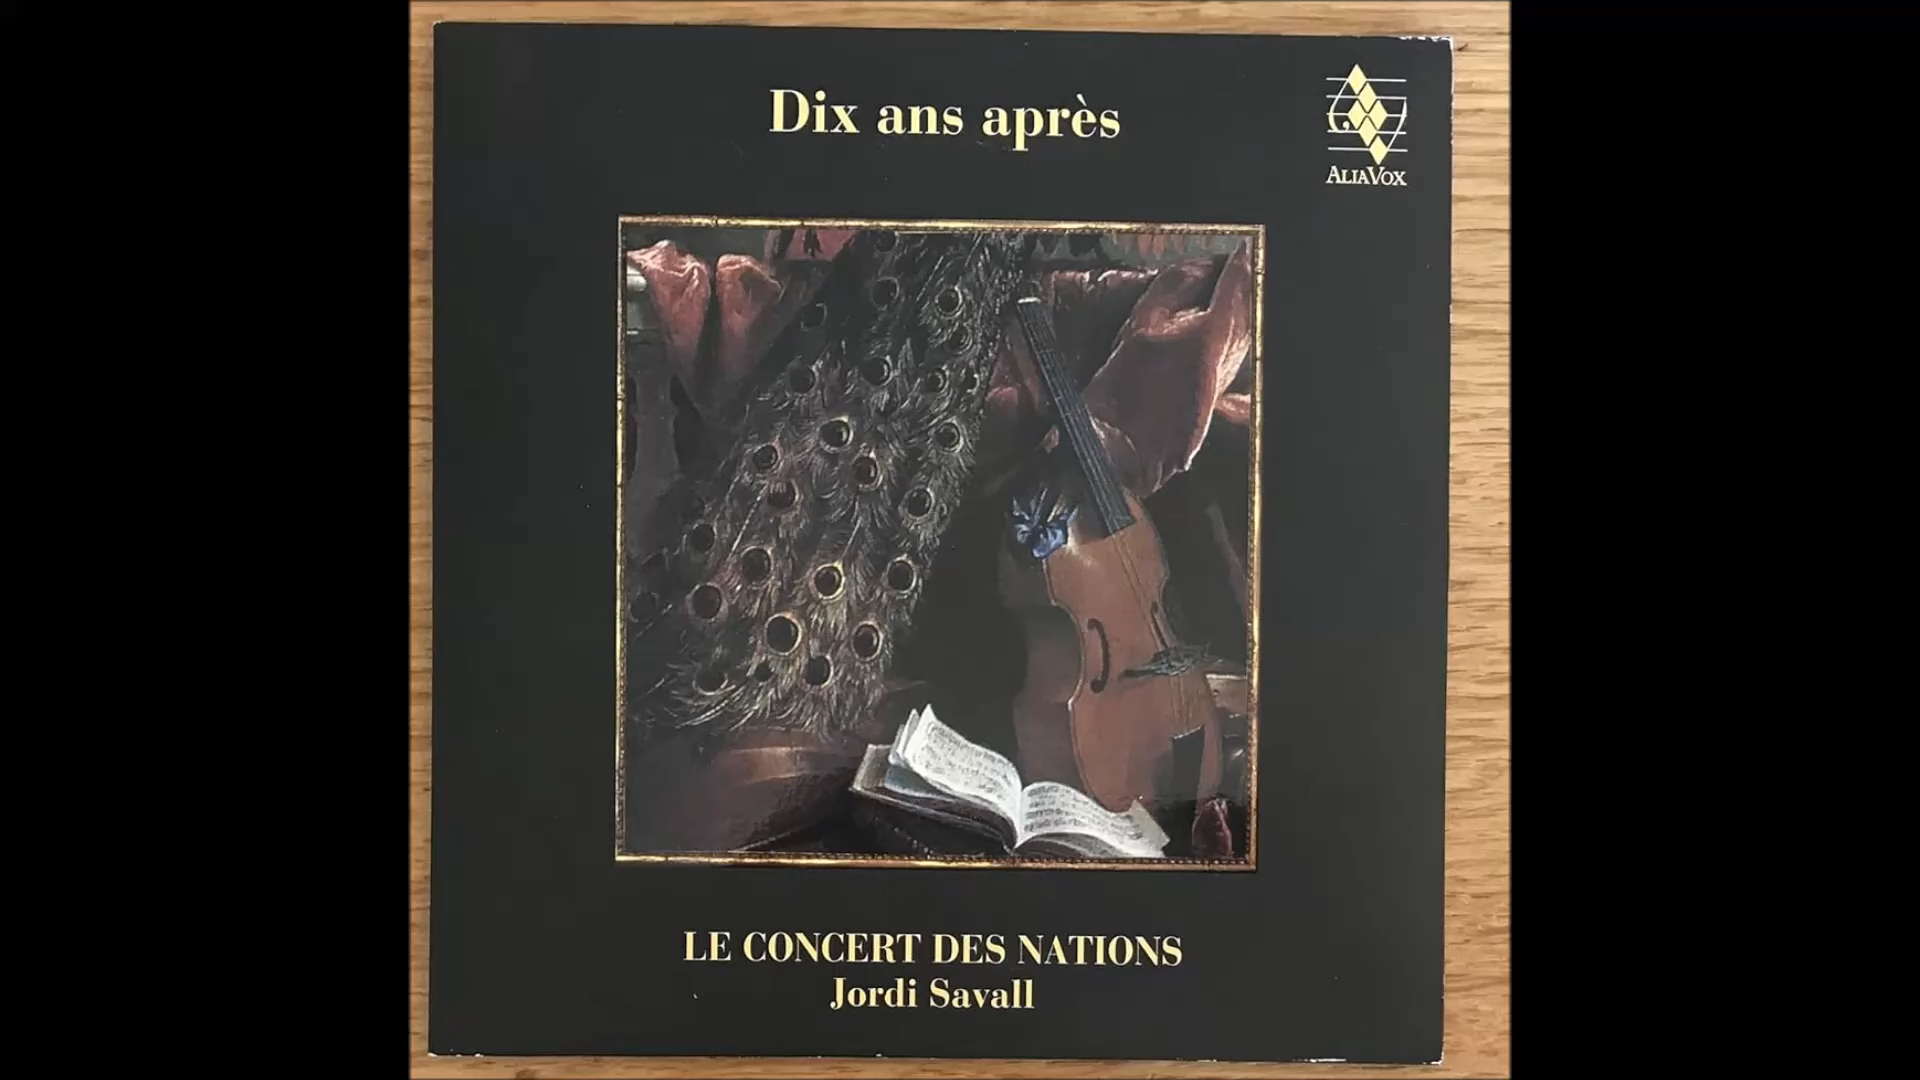 Dix ans après
ALIAVOX
LE CONCERT DES NATIONS
Jordi Savall